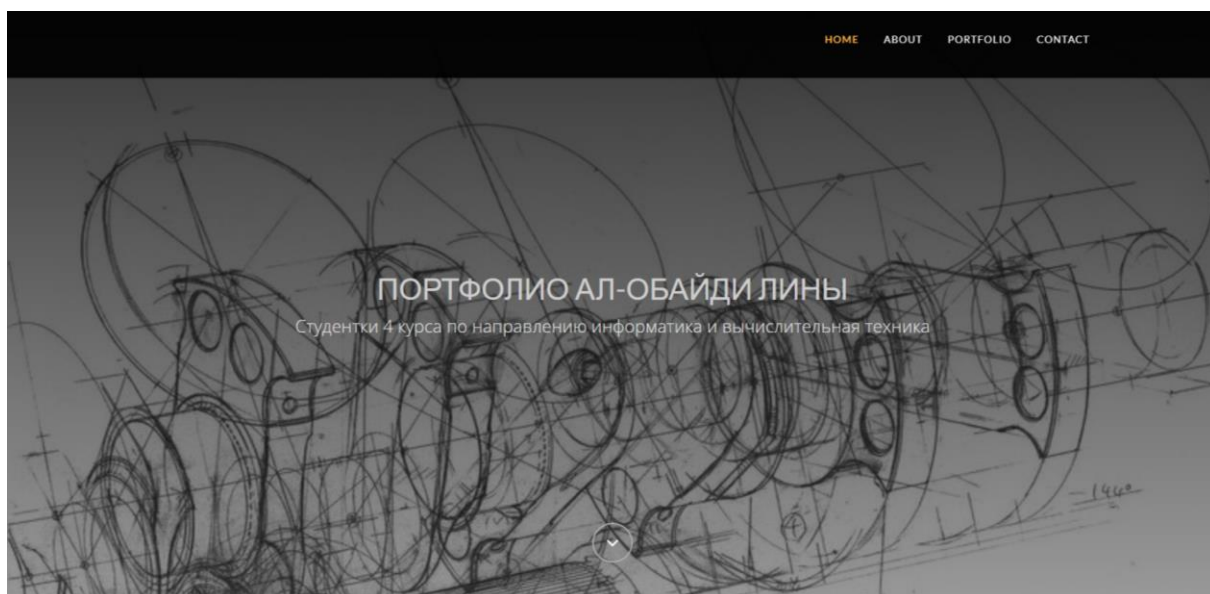 HOME ABOUT PORTFOLIO CONTACT
ПОРТФОЛИО АЛ-ОБАЙДИ ЛИНЫ
Студентки 4 курса по направлению информатика и вычислительная техника